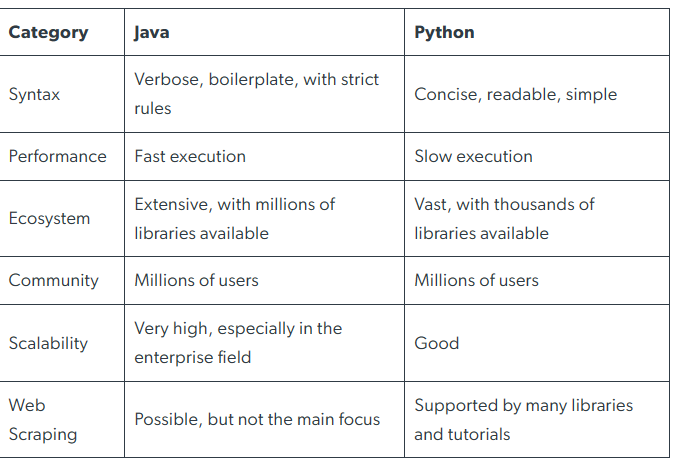 Category Java Python
Syntax Verbose, boilerplate, with strict rules Concise, readable, simple
Performance Fast execution Slow execution
Ecosystem Extensive, with millions of libraries available Vast, with thousands of libraries available
Community Millions of users Millions of users
Scalability Very high, especially in the enterprise field Good
Web Scraping Possible, but not the main focus Supported by many libraries and tutorials